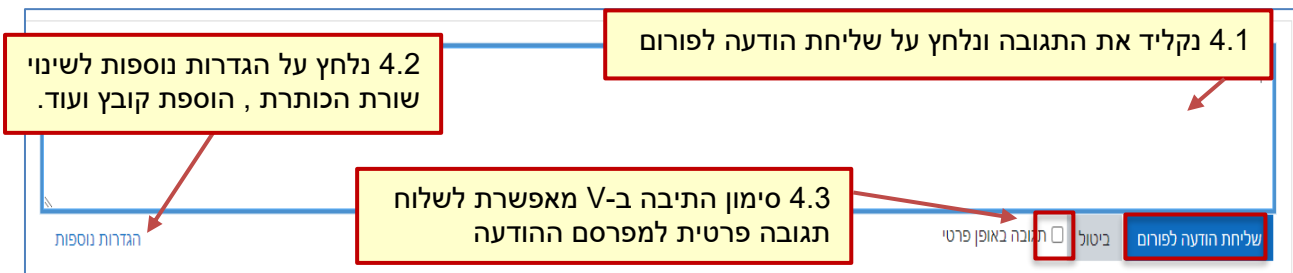 4.1 נקליד את התגובה ונלחץ על שליחת הודעה לפורום
4.2 נלחץ על הגדרות נוספות לשינוי
שורת הכותרת , הוספת קובץ ועוד.
4.3 סימון התיבה ב-V מאפשרת לשלוח
תגובה פרטית למפרסם ההודעה
שליחת הודעה לפורום ביטול תגובה באופן פרטי הגדרות נוספות